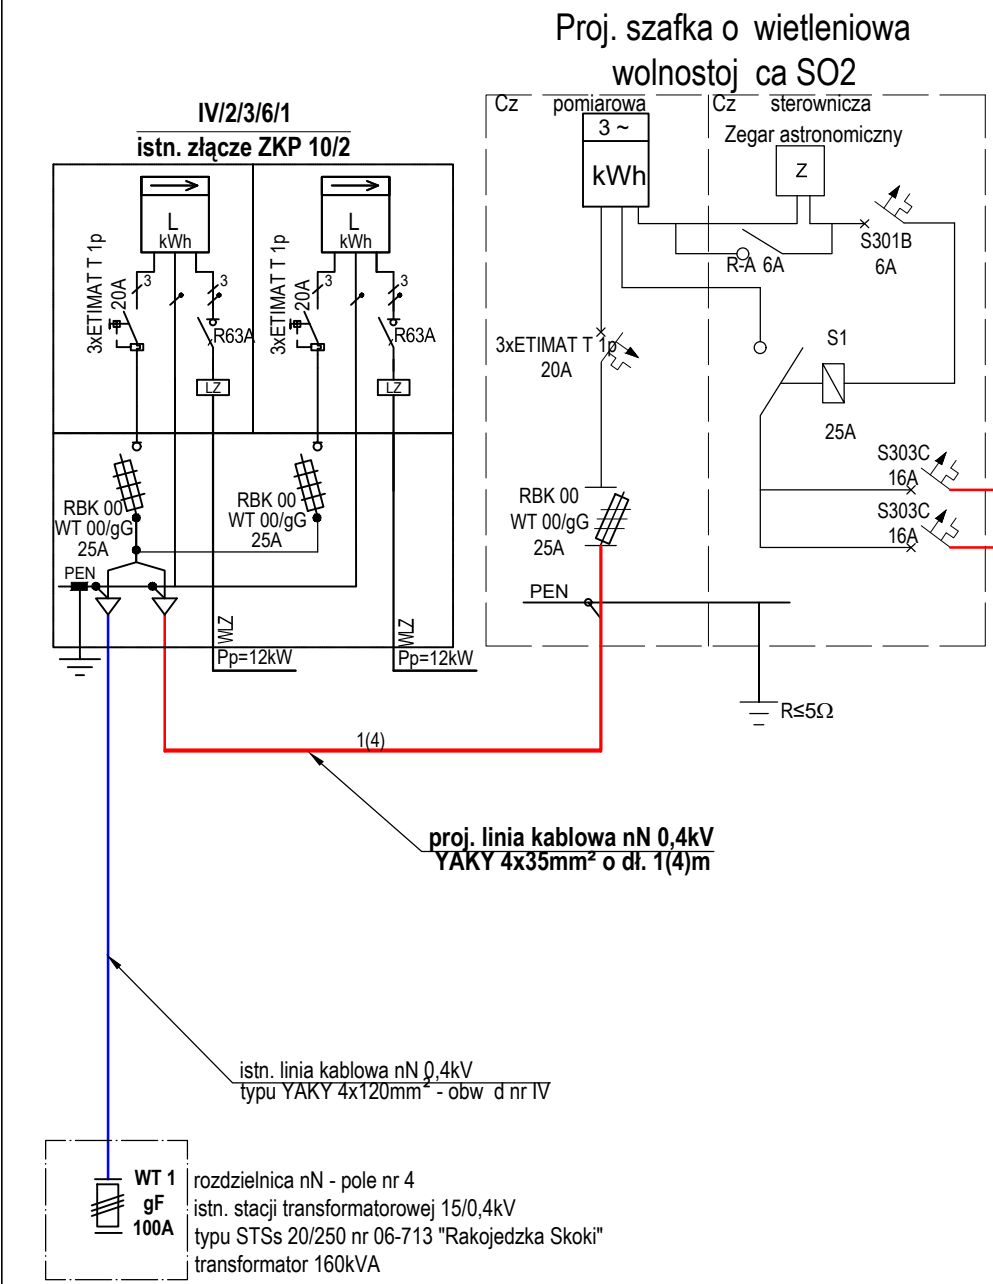 Proj. szafka o wietleniowa
wolnostoj ca SO2
IV/2/3/6/1
istn. złącze ZKP 10/2
Cz pomiarowa
Cz sterownicza
Zegar astronomiczny
3 ~
kWh
Z
S301B
6A
R-A 6A
L
kWh
L
kWh
3xETIMAT T 1p
20A
3
3
R63A
LZ
3xETIMAT T 1p
20A
3
3
R63A
LZ
3xETIMAT T 1p
20A
S1
25A
S303C
16A
S303C
16A
RBK 00
WT 00/gG
25A
RBK 00
WT 00/gG
25A
RBK 00
WT 00/gG
25A
PEN
PEN
WLZ
Pp=12kW
WLZ
Pp=12kW
R≤5Ω
1(4)
proj. linia kablowa nN 0,4kV
YAKY 4x35mm² o dł. 1(4)m
istn. linia kablowa nN 0,4kV
typu YAKY 4x120mm² - obw d nr IV
WT 1
gF
100A
rozdzielnica nN - pole nr 4
istn. stacji transformatorowej 15/0,4kV
typu STSs 20/250 nr 06-713 "Rakojedzka Skoki"
transformator 160kVA